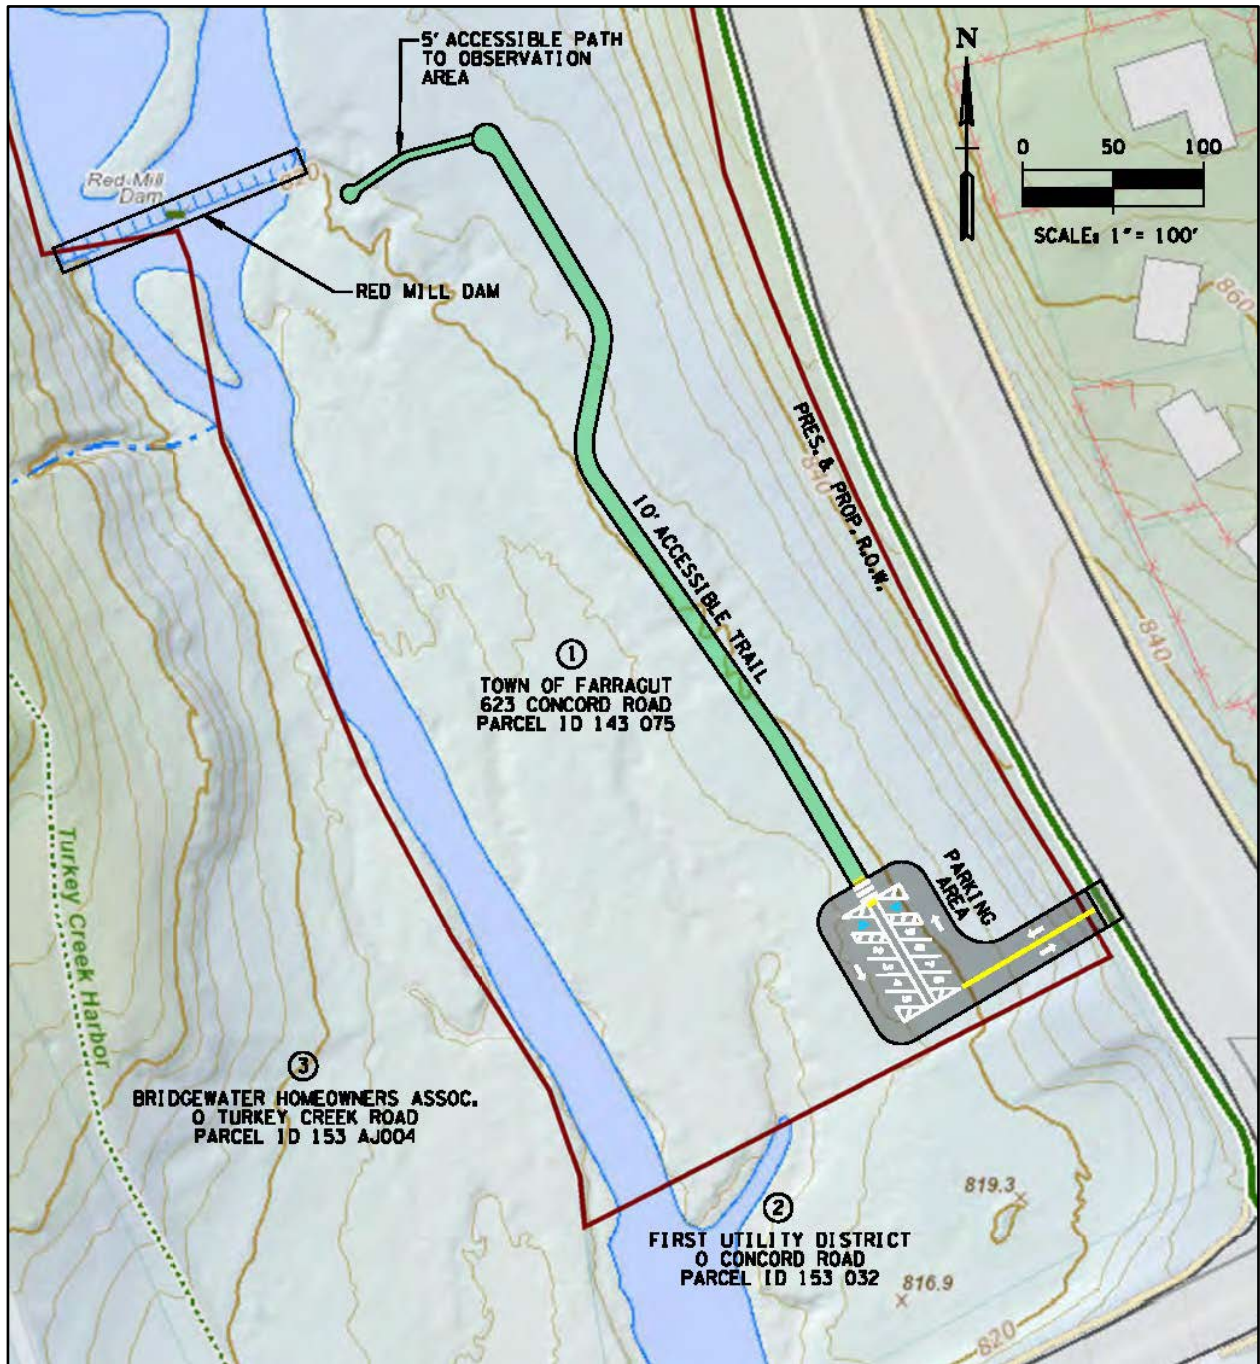 5' ACCESSIBLE PATH
TO OBSERVATION
AREA
N
0 50 100
SCALE: 1" = 100'
Red Mill
Dam
820
RED MILL DAM
860
PRES. & PROP. R.O.W.
840
10' ACCESSIBLE TRAIL
840
1
TOWN OF FARRAGUT
623 CONCORD ROAD
PARCEL ID 143 075
PARKING
AREA
Turkey Creek Harbor
3
BRIDGEWATER HOMEOWNERS ASSOC.
0 TURKEY CREEK ROAD
PARCEL ID 153 AJ004
2
FIRST UTILITY DISTRICT
0 CONCORD ROAD
PARCEL ID 153 032
819.3
816.9
820